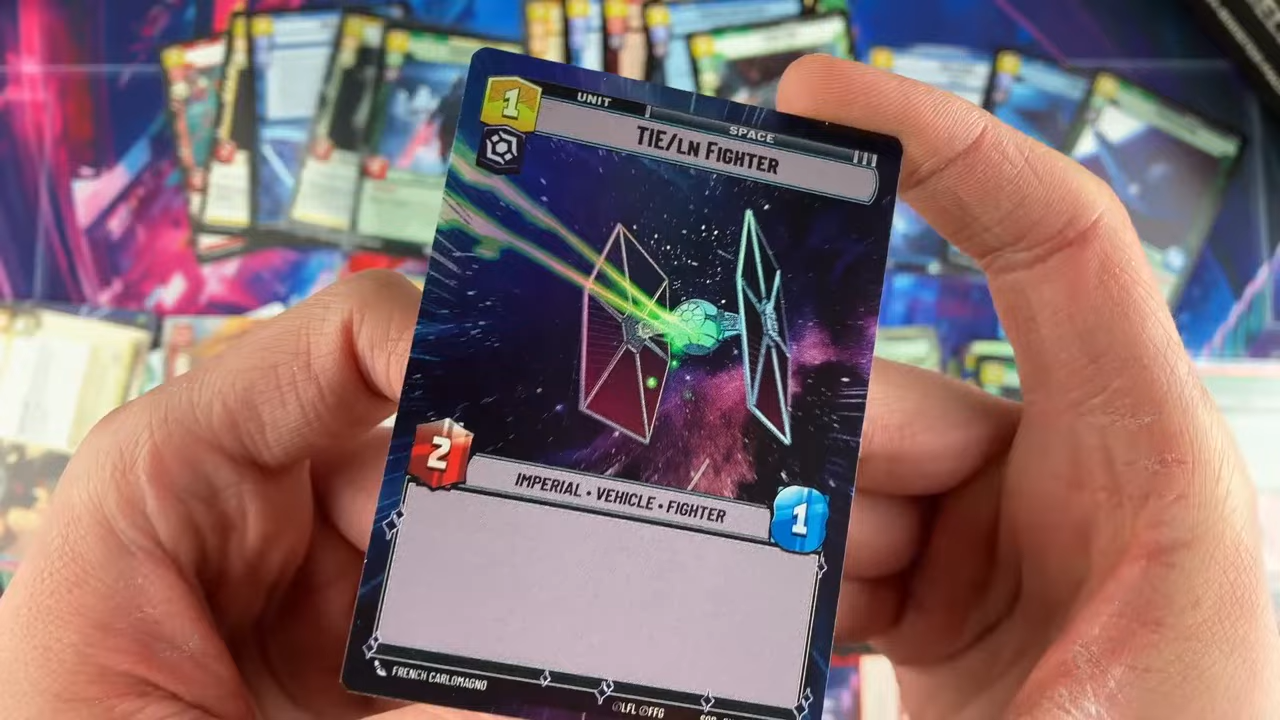 1
UNIT
SPACE
TIE/LN FIGHTER
2
IMPERIAL • VEHICLE • FIGHTER
1
FRENCH CARLOMAGNO
©LFL ©FFG